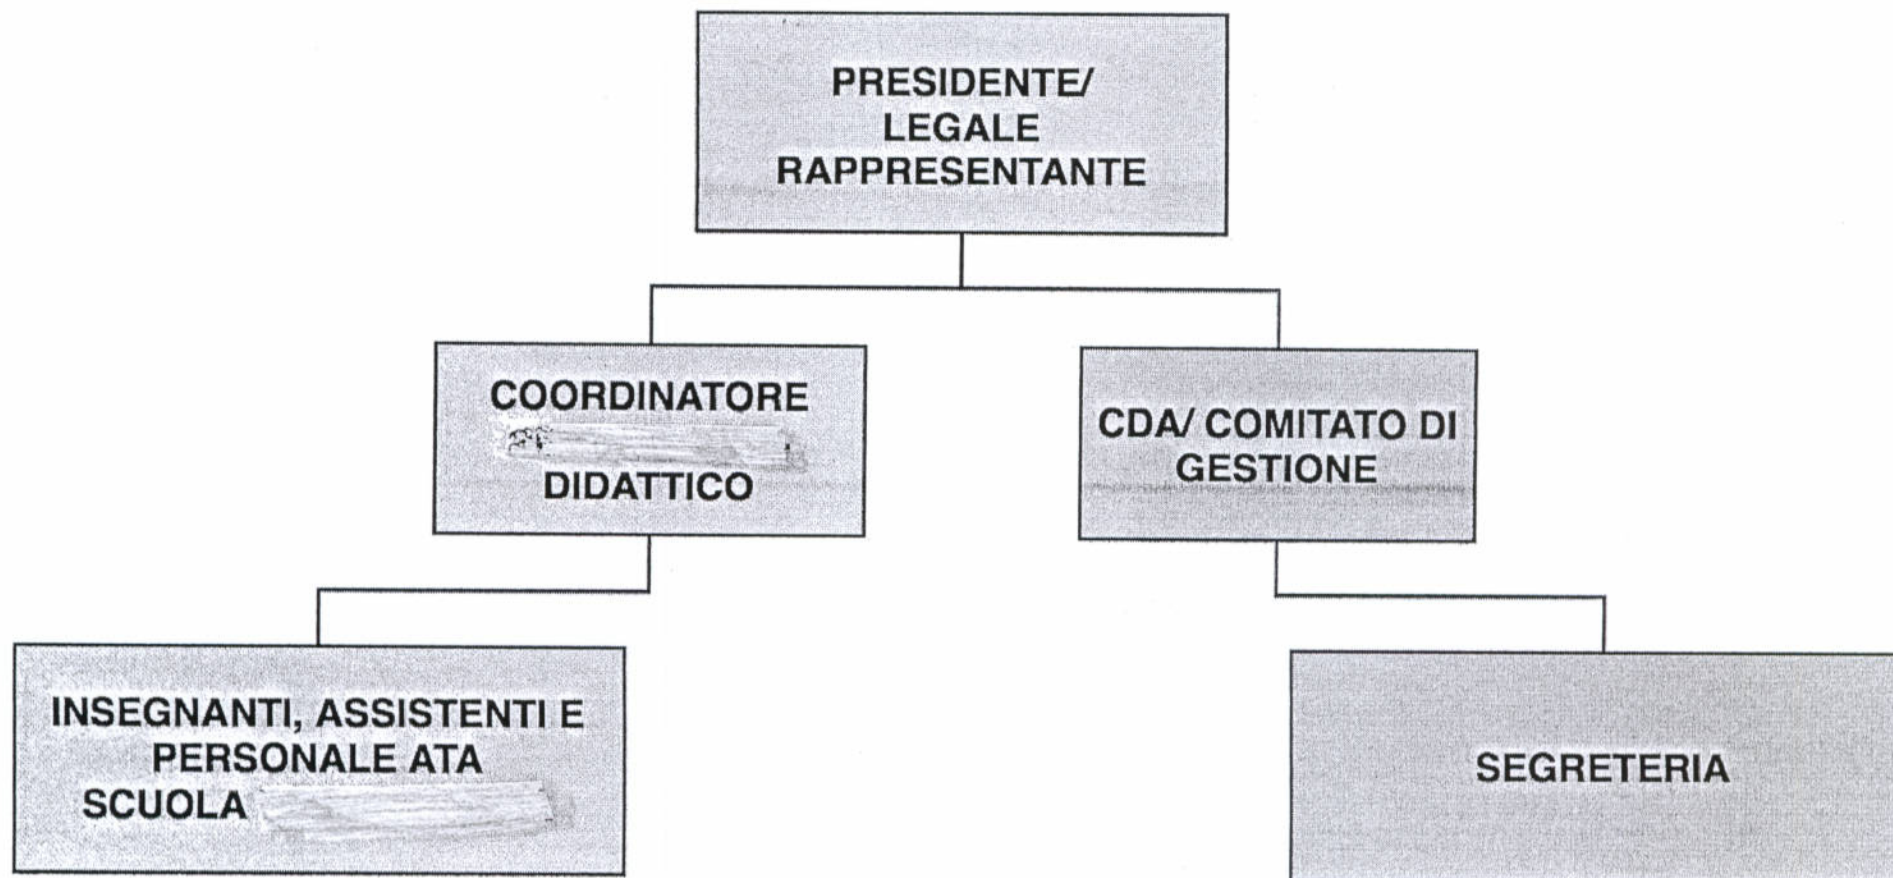 PRESIDENTE/
LEGALE
RAPPRESENTANTE
COORDINATORE
DIDATTICO
CDA/ COMITATO DI
GESTIONE
INSEGNANTI, ASSISTENTI E
PERSONALE ATA
SCUOLA
SEGRETERIA